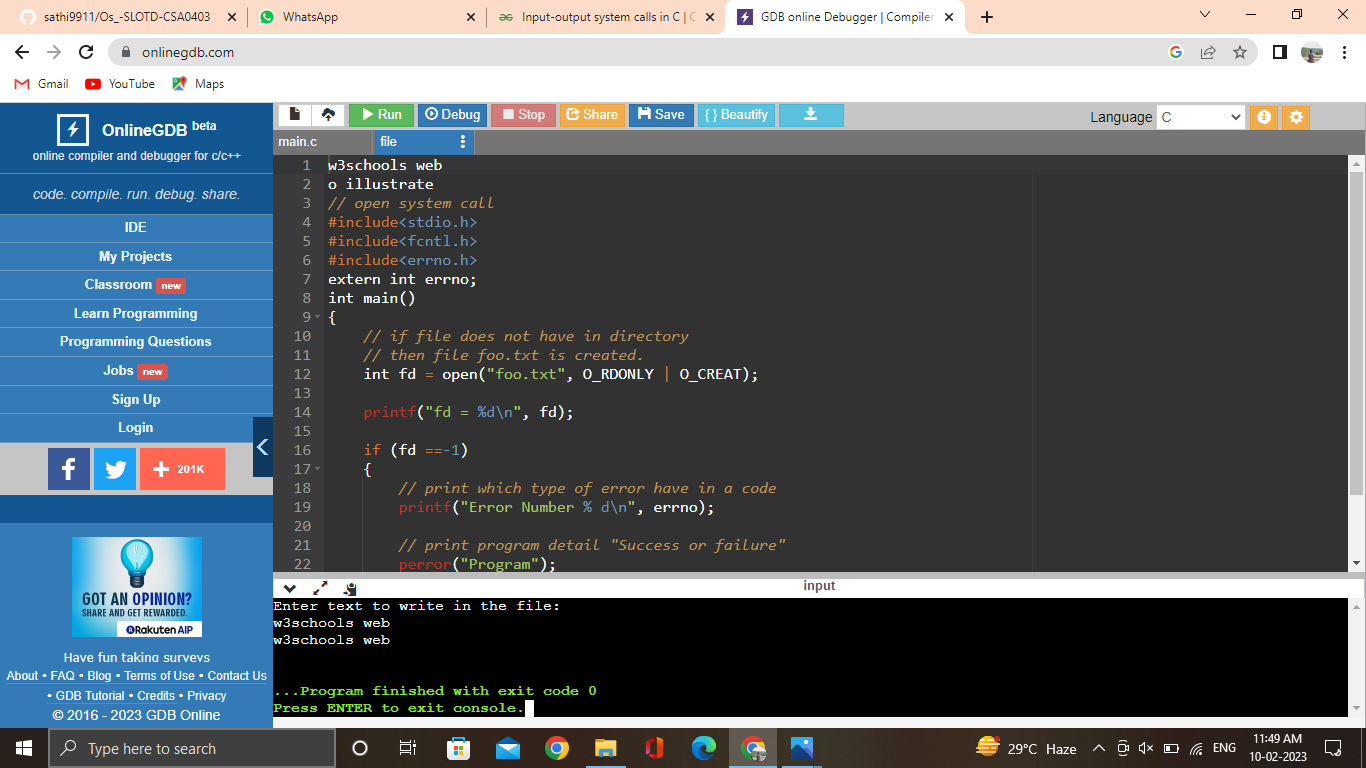 sathi9911/Os_-SLOTD-CSA0403
WhatsApp
Input-output system calls in C | C
GDB online Debugger | Compiler
onlinegdb.com
Gmail
YouTube
Maps
OnlineGDB beta
online compiler and debugger for c/c++
code. compile. run. debug. share.
IDE
My Projects
Classroom new
Learn Programming
Programming Questions
Jobs new
Sign Up
Login
f
+ 201K
GOT AN OPINION?
SHARE AND GET REWARDED.
Rakuten AIP
Have fun taking surveys
About • FAQ • Blog • Terms of Use • Contact Us
• GDB Tutorial • Credits • Privacy
© 2016 - 2023 GDB Online
Run
Debug
Stop
Share
Save
{ } Beautify
Language C
main.c
file
1 w3schools web
2 o illustrate
3 // open system call
4 #include<stdio.h>
5 #include<fcntl.h>
6 #include<errno.h>
7 extern int errno;
8 int main()
9 {
10 // if file does not have in directory
11 // then file foo.txt is created.
12 int fd = open("foo.txt", O_RDONLY | O_CREAT);
13
14 printf("fd = %d\n", fd);
15
16 if (fd ==-1)
17 {
18 // print which type of error have in a code
19 printf("Error Number % d\n", errno);
20
21 // print program detail "Success or failure"
22 perror("Program");
input
Enter text to write in the file:
w3schools web
w3schools web
...Program finished with exit code 0
Press ENTER to exit console.
Type here to search
29°C Haze
ENG
11:49 AM
10-02-2023